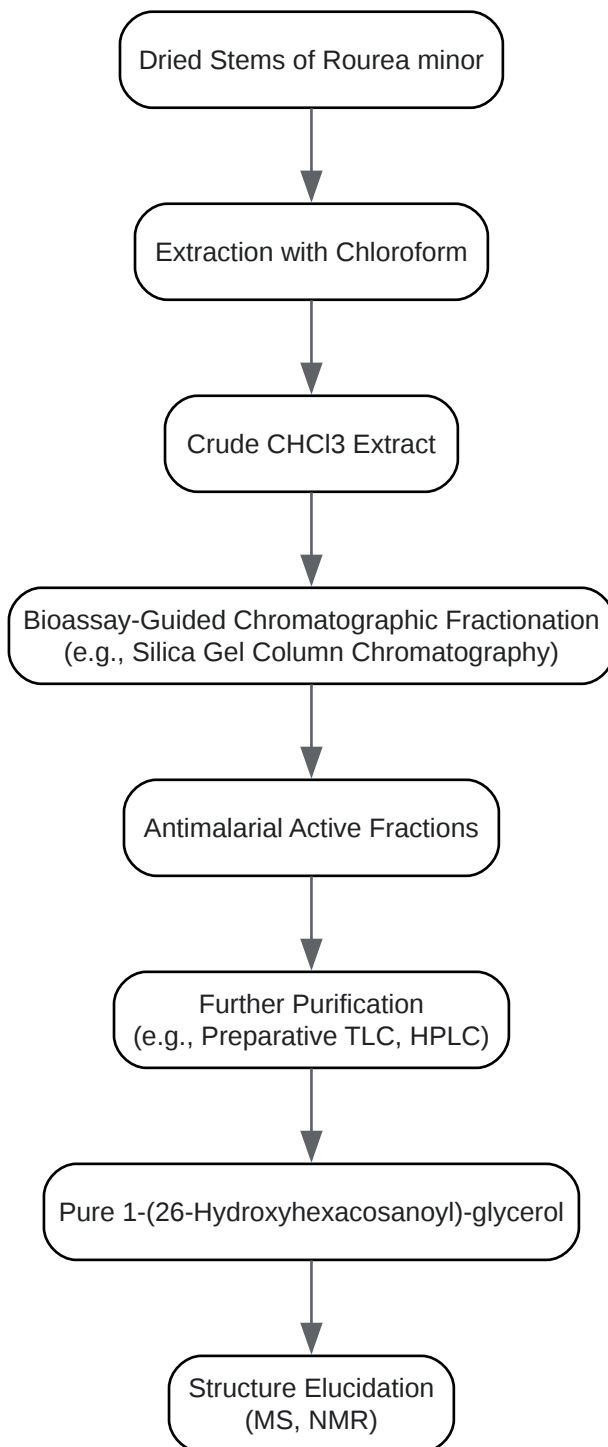 Dried Stems of Rourea minor
Extraction with Chloroform
Crude CHCl3 Extract
Bioassay-Guided Chromatographic Fractionation
(e.g., Silica Gel Column Chromatography)
Antimalarial Active Fractions
Further Purification
(e.g., Preparative TLC, HPLC)
Pure 1-(26-Hydroxyhexacosanoyl)-glycerol
Structure Elucidation
(MS, NMR)